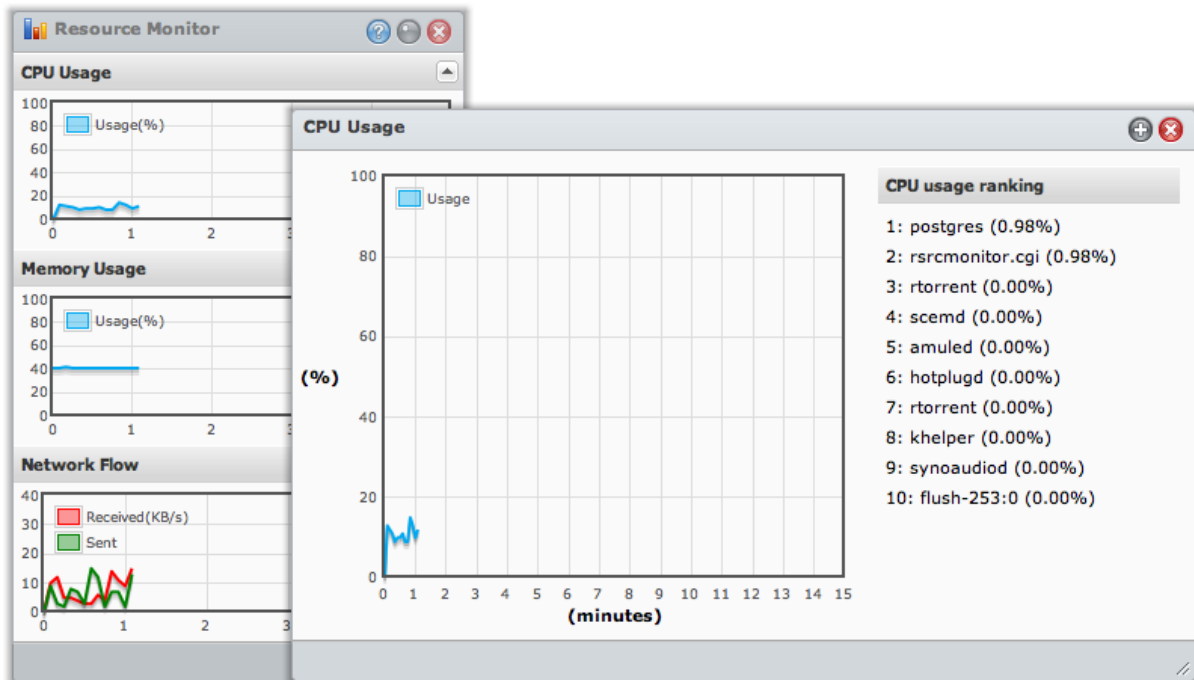 Resource Monitor
CPU Usage
100
80
60
40
20
0
Usage(%)
0 1 2
Memory Usage
100
80
60
40
20
0
Usage(%)
0 1 2
Network Flow
40
30
20
10
0
Received(KB/s)
Sent
0 1 2 3
CPU Usage
100
80
60
40
20
0
(%)
Usage
0 1 2 3 4 5 6 7 8 9 10 11 12 13 14 15
(minutes)
CPU usage ranking
1: postgres (0.98%)
2: rsrcmonitor.cgi (0.98%)
3: rtorrent (0.00%)
4: scemd (0.00%)
5: amuled (0.00%)
6: hotplugd (0.00%)
7: rtorrent (0.00%)
8: khelper (0.00%)
9: synoaudiod (0.00%)
10: flush-253:0 (0.00%)